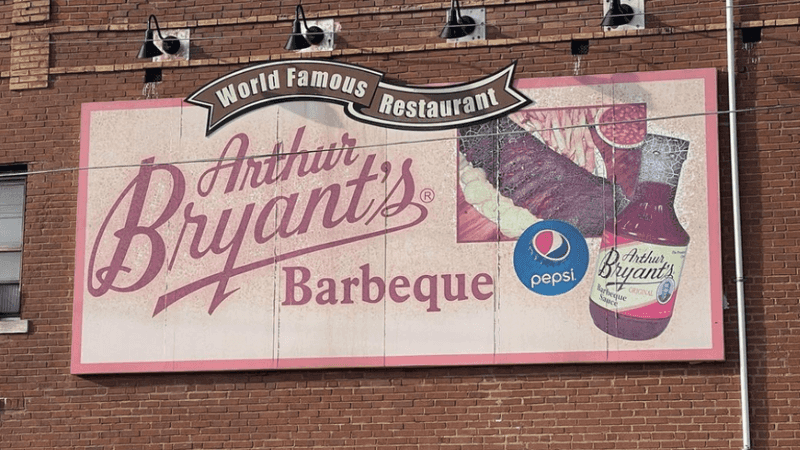 World Famous Restaurant
Arthur
Bryant's®
Barbeque
pepsi
Arthur
Bryant's
Barbeque
Sauce
ORIGINAL